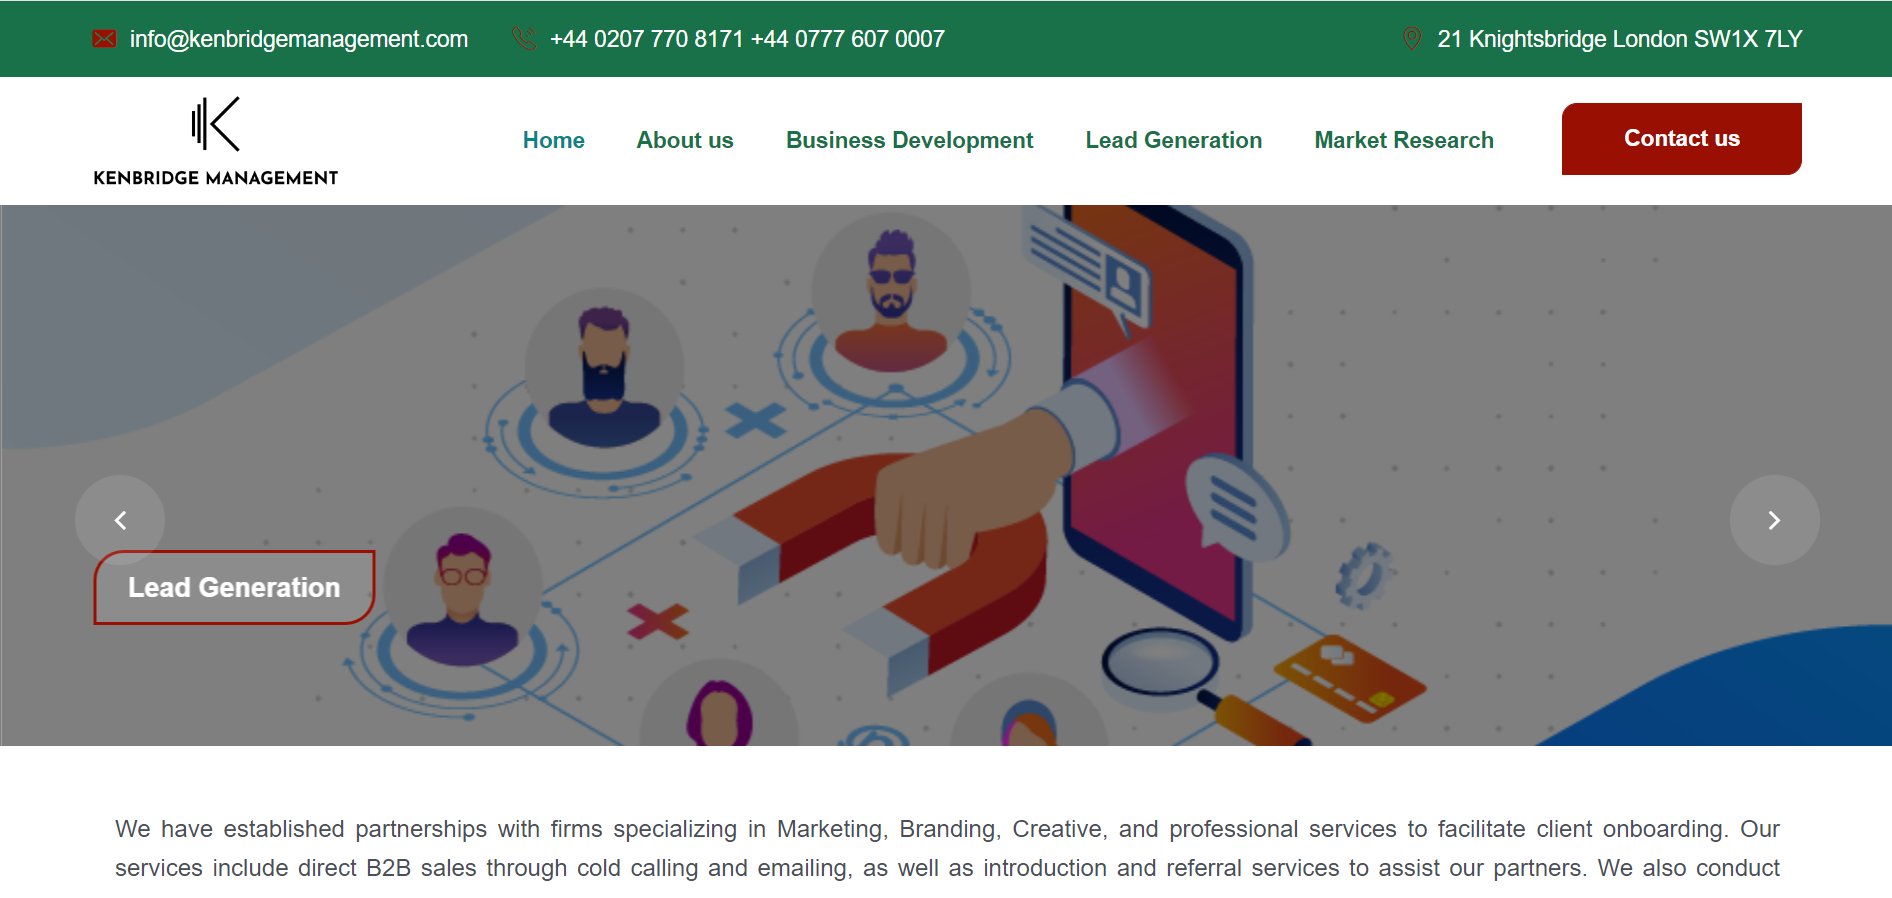 info@kenbridgemanagement.com +44 0207 770 8171 +44 0777 607 0007 21 Knightsbridge London SW1X 7LY
KENBRIDGE MANAGEMENT
Home About us Business Development Lead Generation Market Research Contact us
Lead Generation
We have established partnerships with firms specializing in Marketing, Branding, Creative, and professional services to facilitate client onboarding. Our
services include direct B2B sales through cold calling and emailing, as well as introduction and referral services to assist our partners. We also conduct